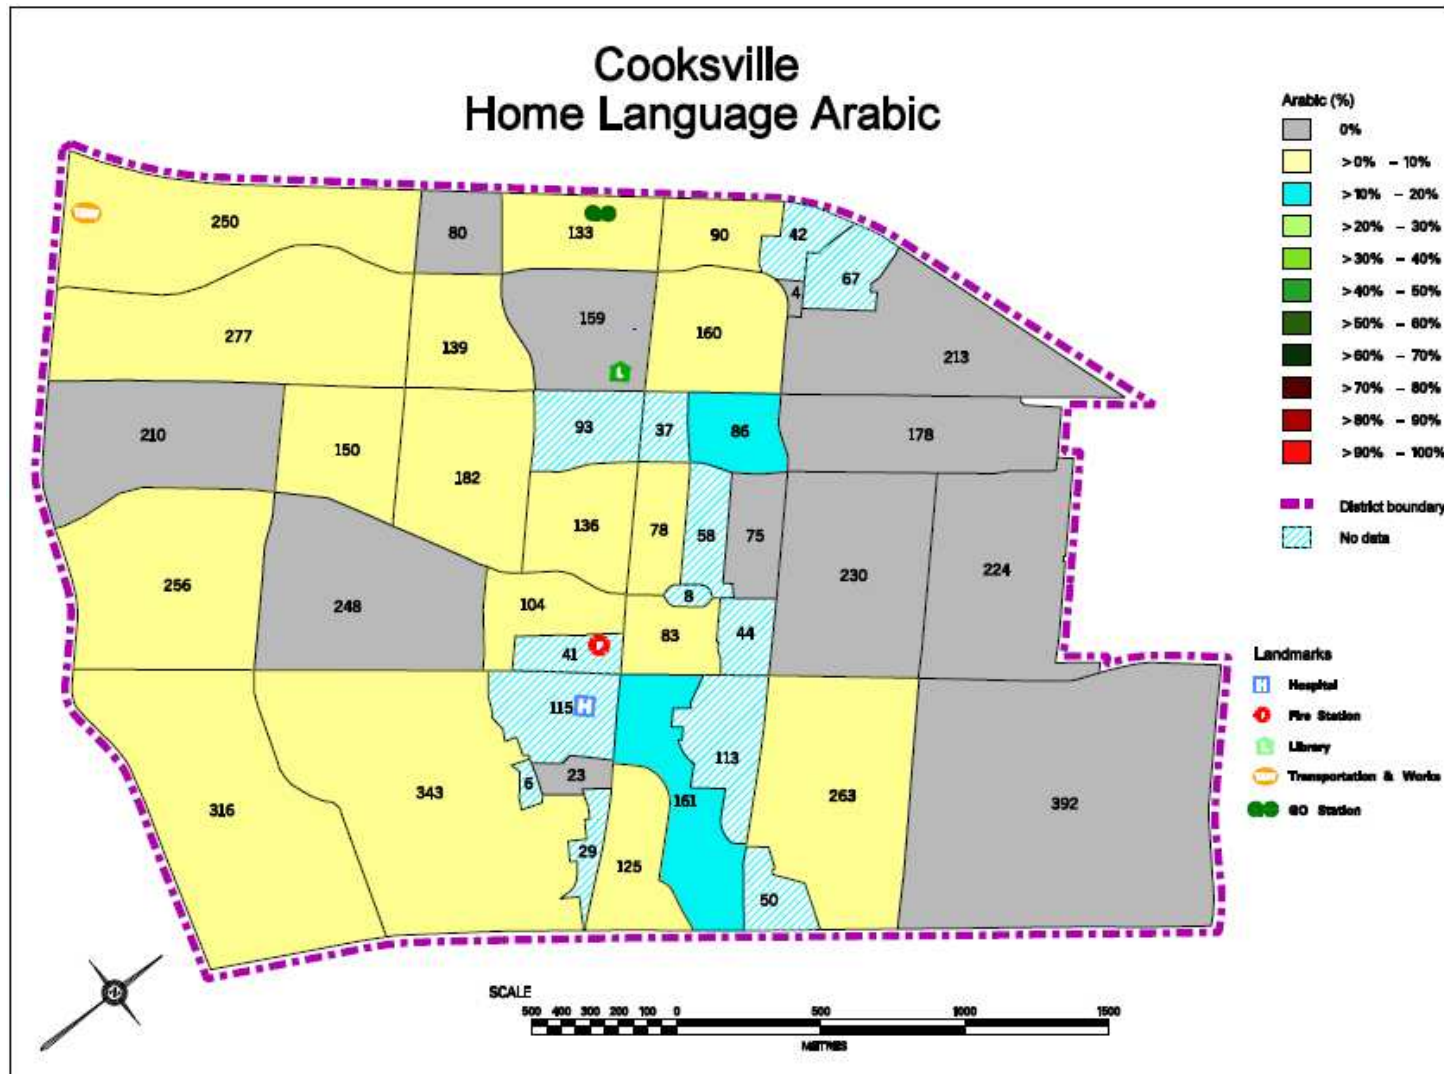 Cooksville
Home Language Arabic
Arabic (%)
0%
>0% - 10%
>10% - 20%
>20% - 30%
>30% - 40%
>40% - 50%
>50% - 60%
>60% - 70%
>70% - 80%
>80% - 90%
>90% - 100%
District boundary
No data
Landmarks
Hospital
Fire Station
Library
Transportation & Works
GO Station
250
80
133
90
42
67
4
277
139
159
160
213
L
210
150
182
93
37
86
178
136
78
58
75
230
224
256
248
104
8
83
44
41
F
115
H
113
316
343
6
23
161
263
392
29
125
50
SCALE
500 400 300 200 100 0 500 1000 1500
METRES